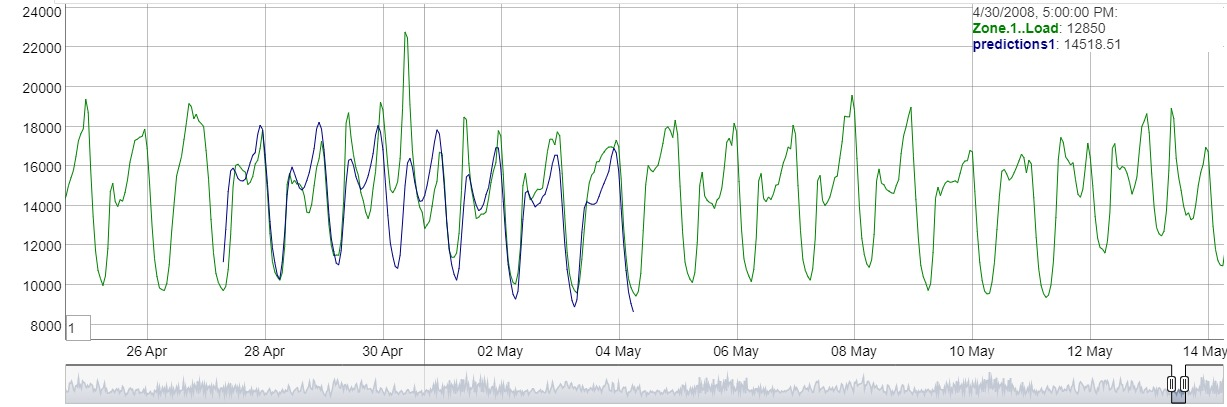 24000
22000
20000
18000
16000
14000
12000
10000
8000
4/30/2008, 5:00:00 PM:
Zone.1..Load: 12850
predictions1: 14518.51
1
26 Apr
28 Apr
30 Apr
02 May
04 May
06 May
08 May
10 May
12 May
14 May